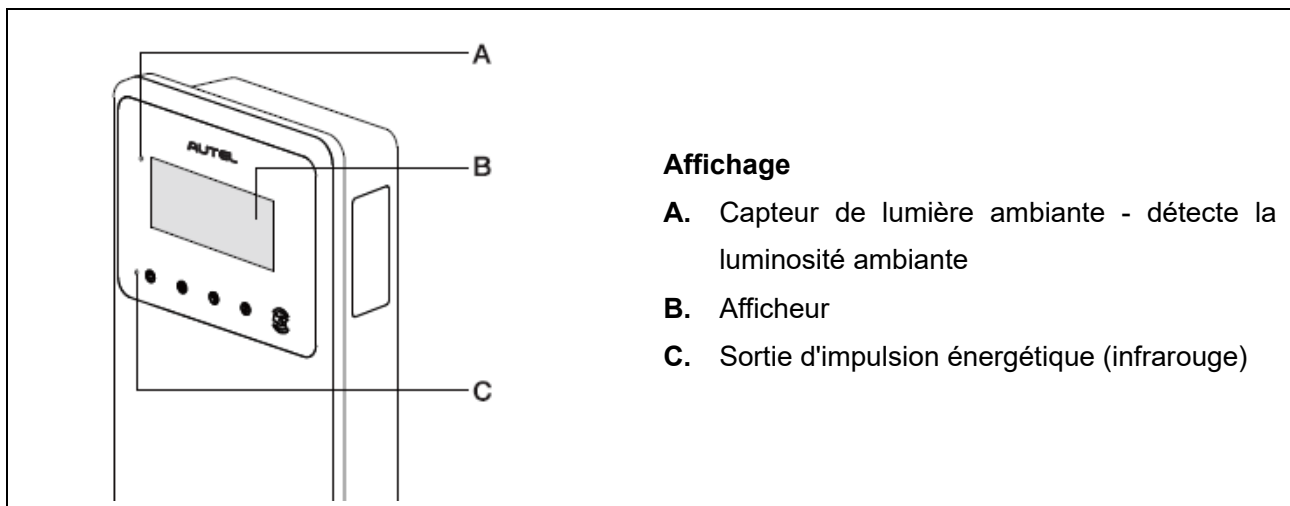 A
AUTEL
B
C
Affichage
A. Capteur de lumière ambiante - détecte la
luminosité ambiante
B. Afficheur
C. Sortie d'impulsion énergétique (infrarouge)